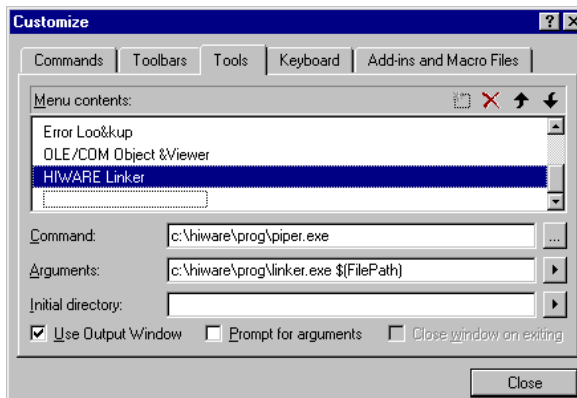 Customize
Commands Toolbars Tools Keyboard Add-ins and Macro Files
Menu contents:
Error Loo&kup
OLE/COM Object &Viewer
HIWARE Linker
Command: c:\hiware\prog\piper.exe ...
Arguments: c:\hiware\prog\linker.exe $(FilePath)
Initial directory:
Use Output Window Prompt for arguments Close window on exiting
Close